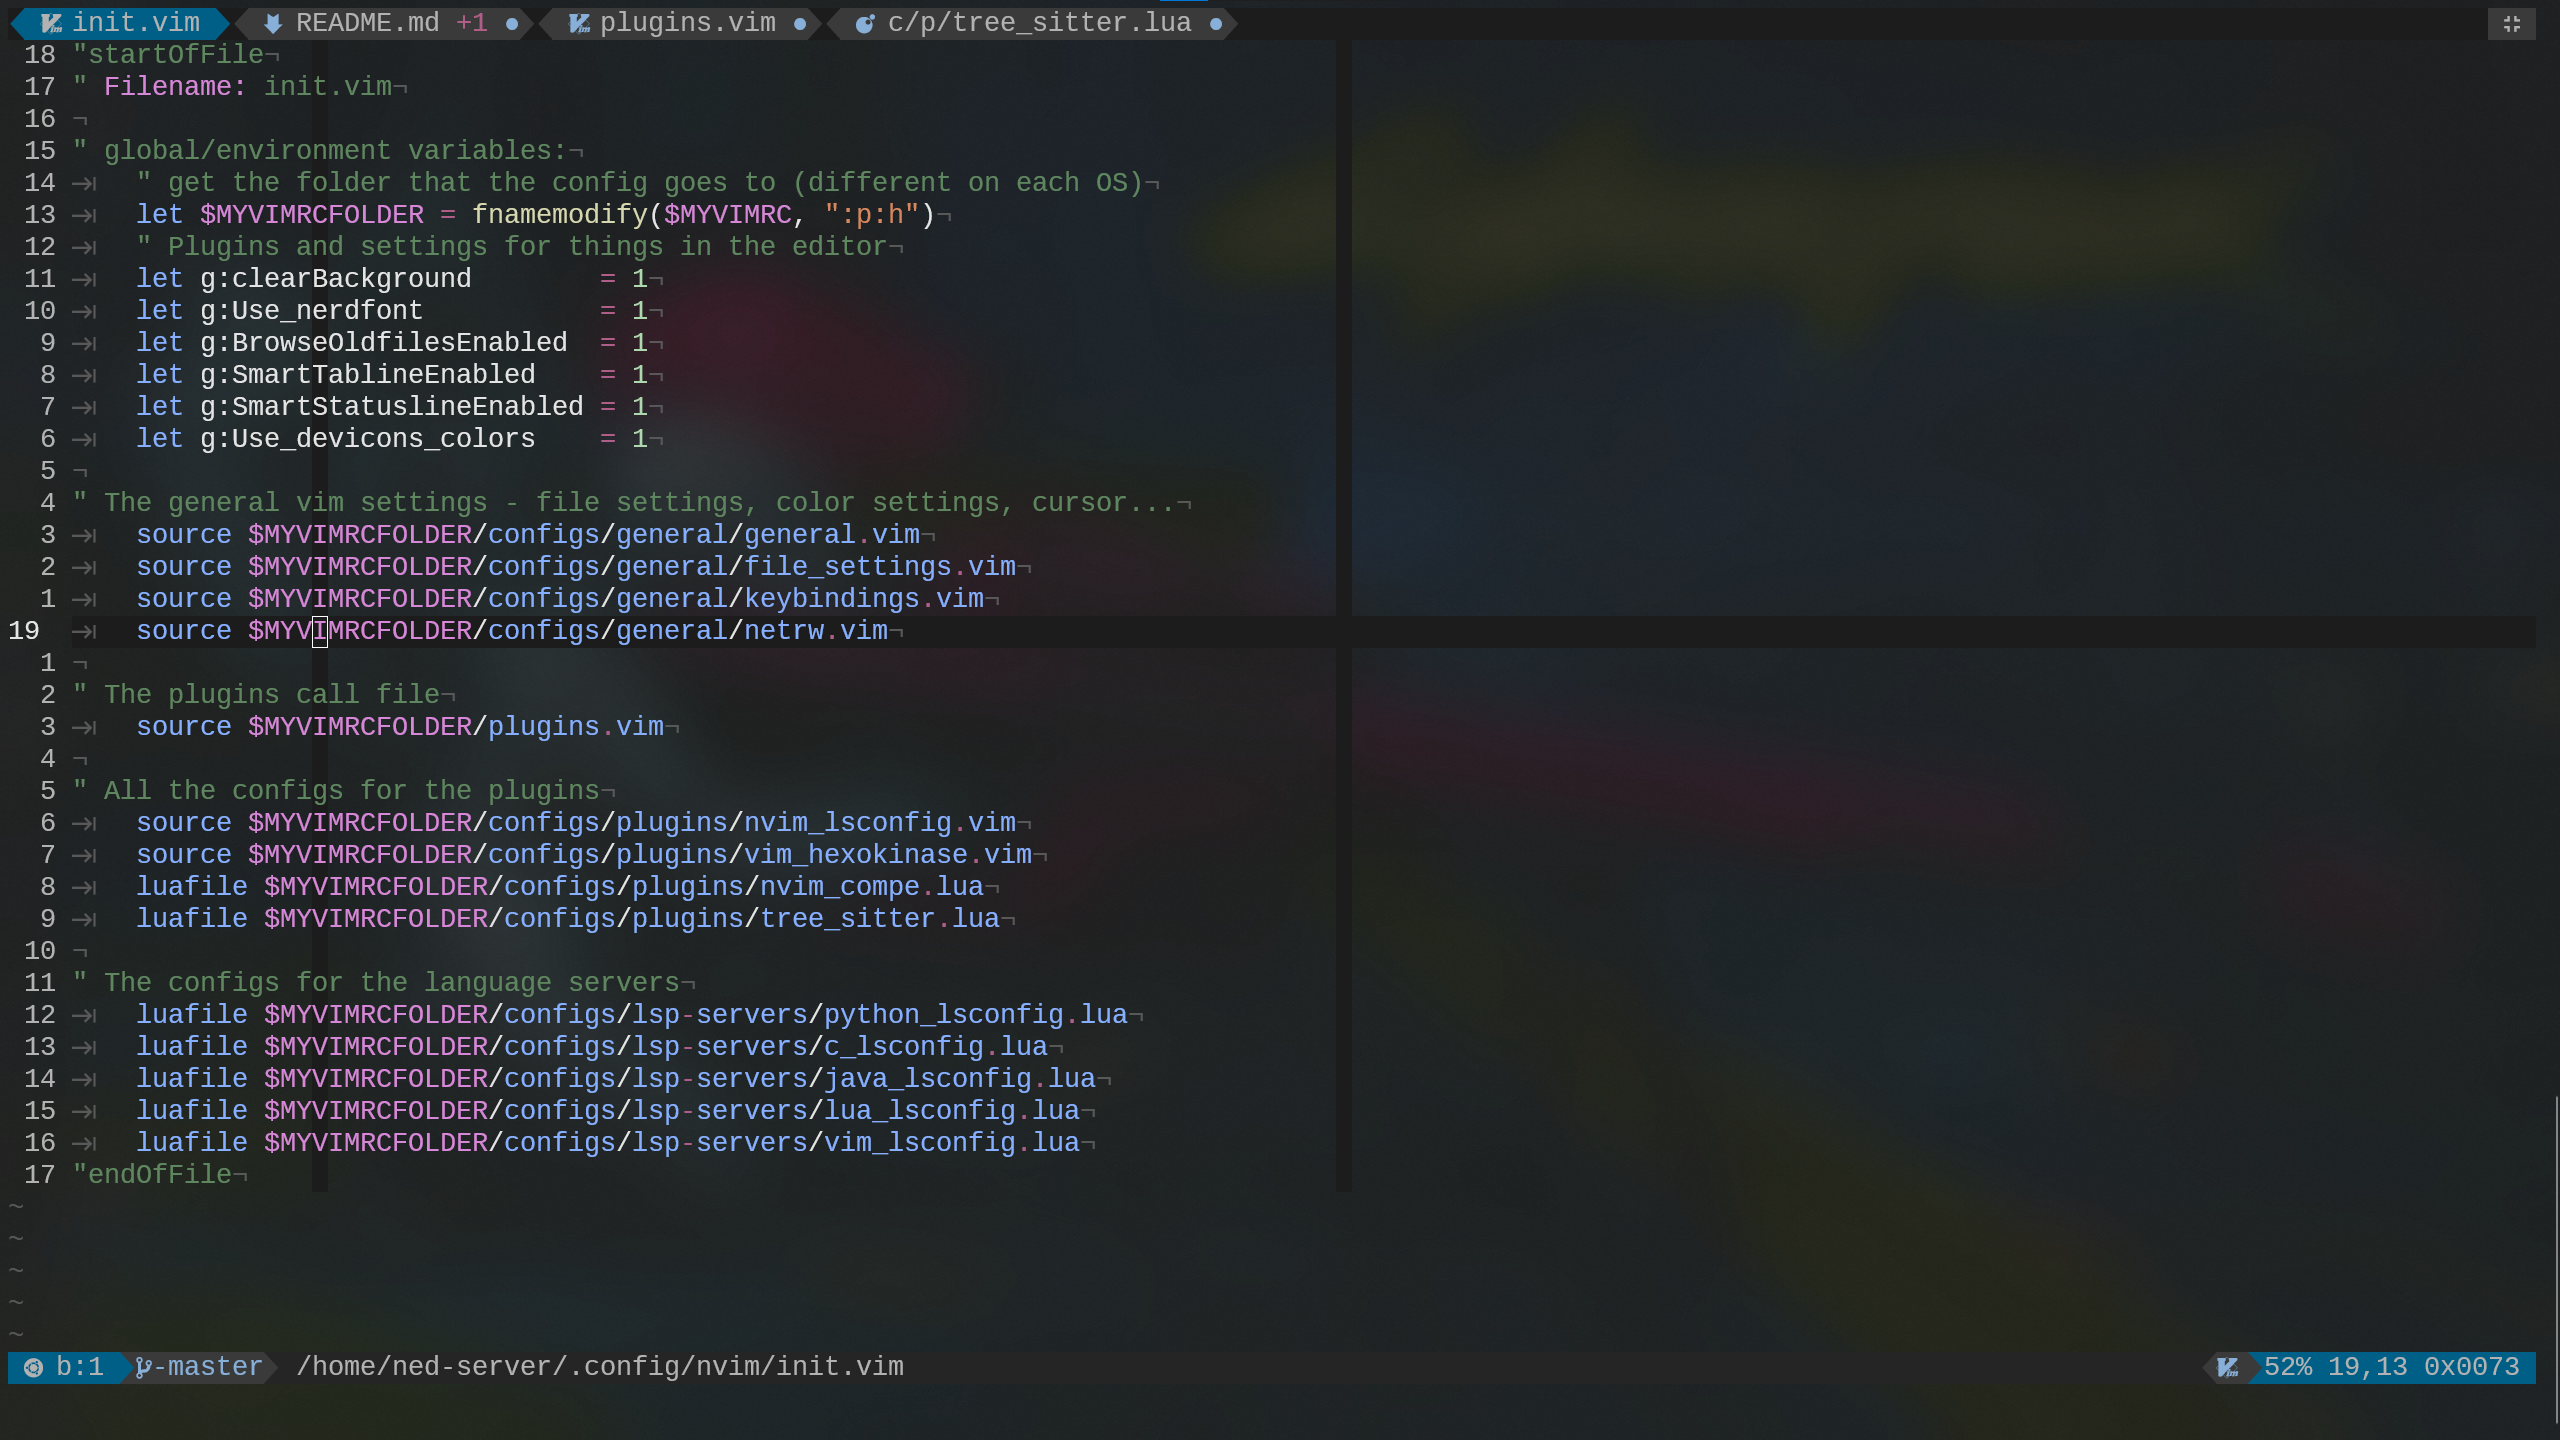 init.vim README.md +1 ● plugins.vim ● c/p/tree_sitter.lua ●
18 "startOfFile¬
17 " Filename: init.vim¬
16 ¬
15 " global/environment variables:¬
14 →| " get the folder that the config goes to (different on each OS)¬
13 →| let $MYVIMRCFOLDER = fnamemodify($MYVIMRC, ":p:h")¬
12 →| " Plugins and settings for things in the editor¬
11 →| let g:clearBackground = 1¬
10 →| let g:Use_nerdfont = 1¬
9 →| let g:BrowseOldfilesEnabled = 1¬
8 →| let g:SmartTablineEnabled = 1¬
7 →| let g:SmartStatuslineEnabled = 1¬
6 →| let g:Use_devicons_colors = 1¬
5 ¬
4 " The general vim settings - file settings, color settings, cursor...¬
3 →| source $MYVIMRCFOLDER/configs/general/general.vim¬
2 →| source $MYVIMRCFOLDER/configs/general/file_settings.vim¬
1 →| source $MYVIMRCFOLDER/configs/general/keybindings.vim¬
19 →| source $MYVIMRCFOLDER/configs/general/netrw.vim¬
1 ¬
2 " The plugins call file¬
3 →| source $MYVIMRCFOLDER/plugins.vim¬
4 ¬
5 " All the configs for the plugins¬
6 →| source $MYVIMRCFOLDER/configs/plugins/nvim_lsconfig.vim¬
7 →| source $MYVIMRCFOLDER/configs/plugins/vim_hexokinase.vim¬
8 →| luafile $MYVIMRCFOLDER/configs/plugins/nvim_compe.lua¬
9 →| luafile $MYVIMRCFOLDER/configs/plugins/tree_sitter.lua¬
10 ¬
11 " The configs for the language servers¬
12 →| luafile $MYVIMRCFOLDER/configs/lsp-servers/python_lsconfig.lua¬
13 →| luafile $MYVIMRCFOLDER/configs/lsp-servers/c_lsconfig.lua¬
14 →| luafile $MYVIMRCFOLDER/configs/lsp-servers/java_lsconfig.lua¬
15 →| luafile $MYVIMRCFOLDER/configs/lsp-servers/lua_lsconfig.lua¬
16 →| luafile $MYVIMRCFOLDER/configs/lsp-servers/vim_lsconfig.lua¬
17 "endOfFile¬
~
~
~
~
~
b:1 -master /home/ned-server/.config/nvim/init.vim 52% 19,13 0x0073